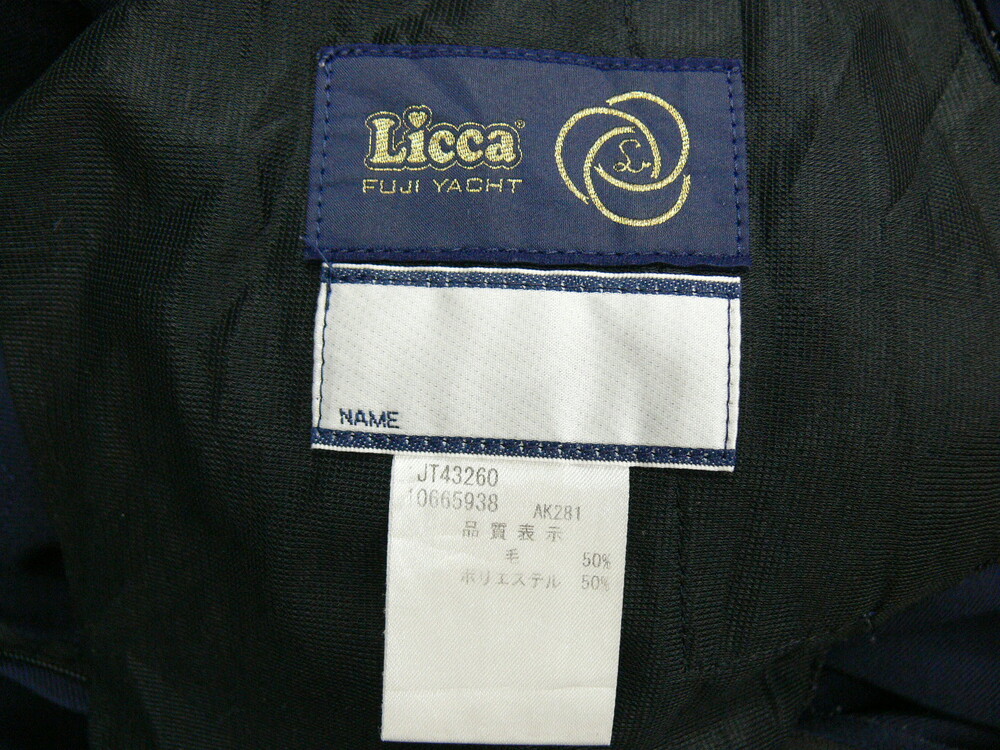 Licca®
FUJI YACHT
L
NAME
JT43260
10665938 AK281
品質表示
毛 50%
ポリエステル 50%